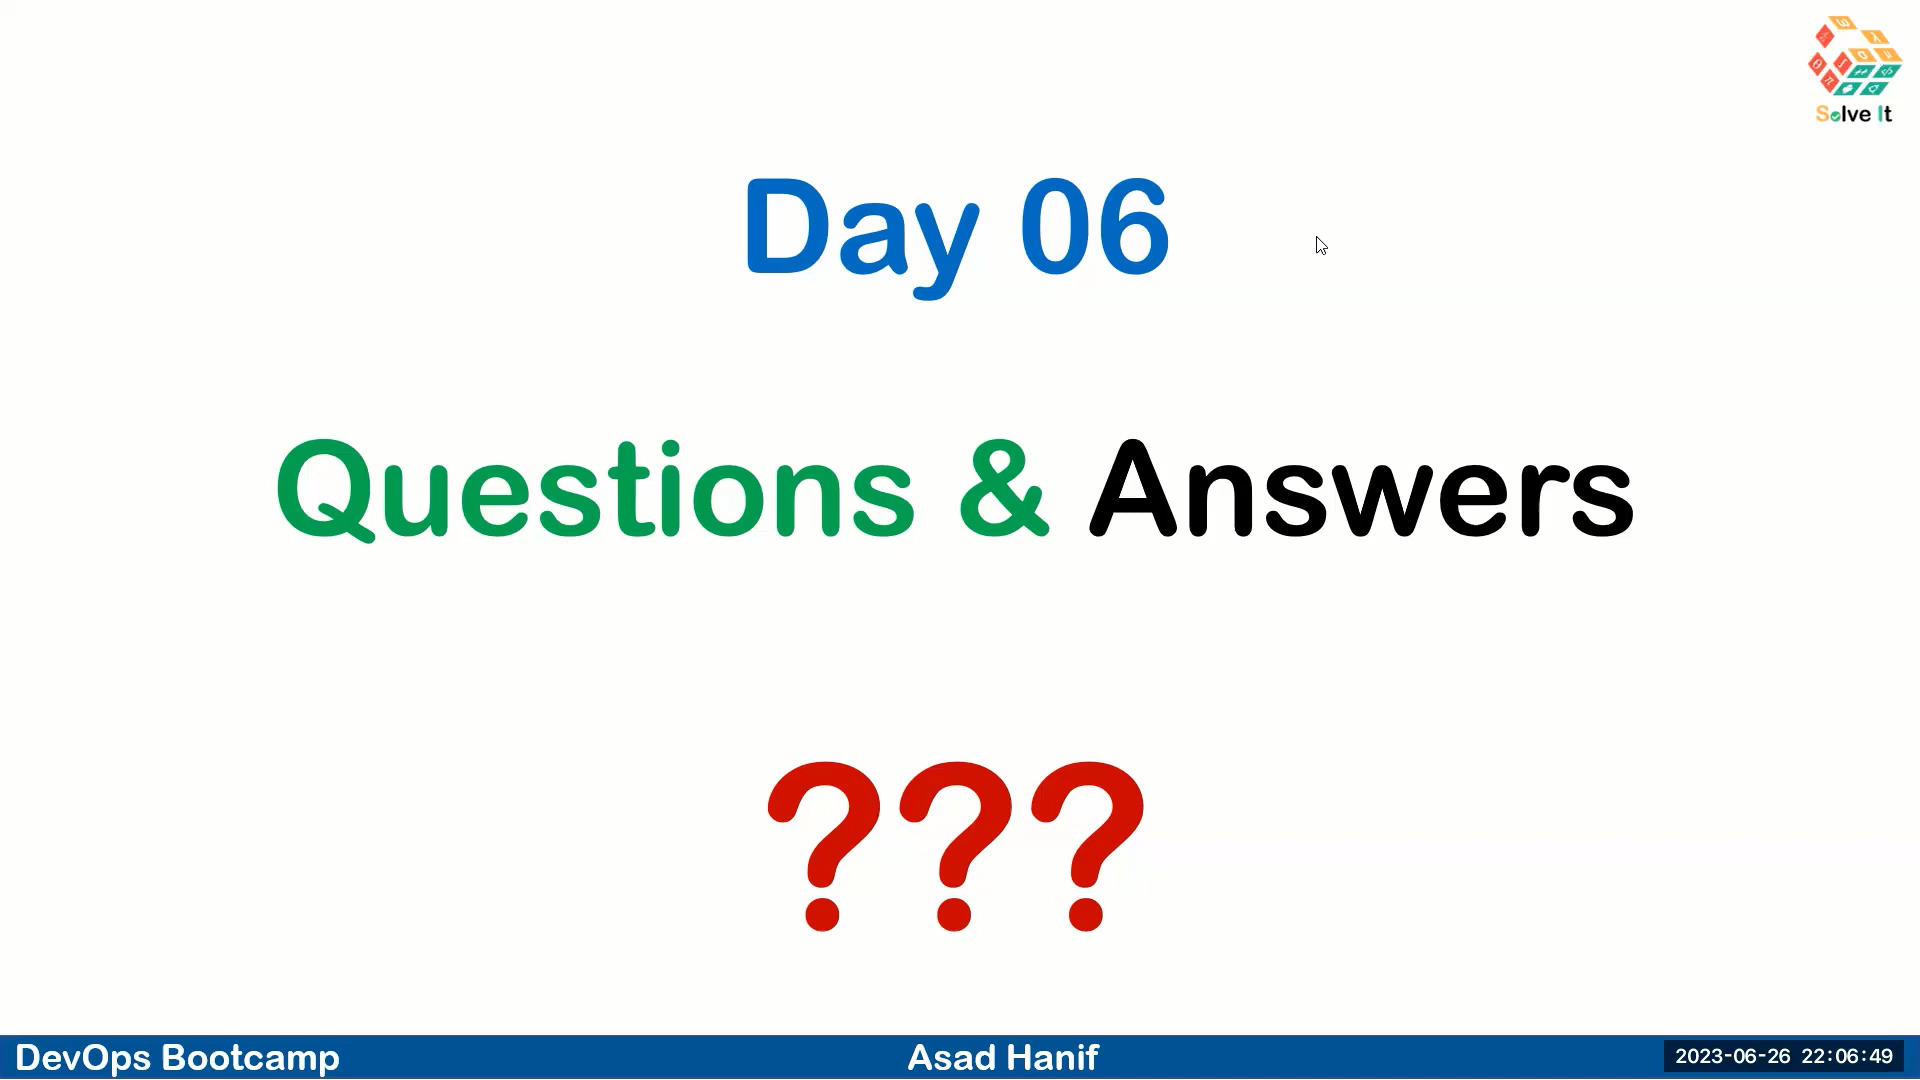 Solve It
Day 06
Questions & Answers
???
DevOps Bootcamp
Asad Hanif
2023-06-26 22:06:49